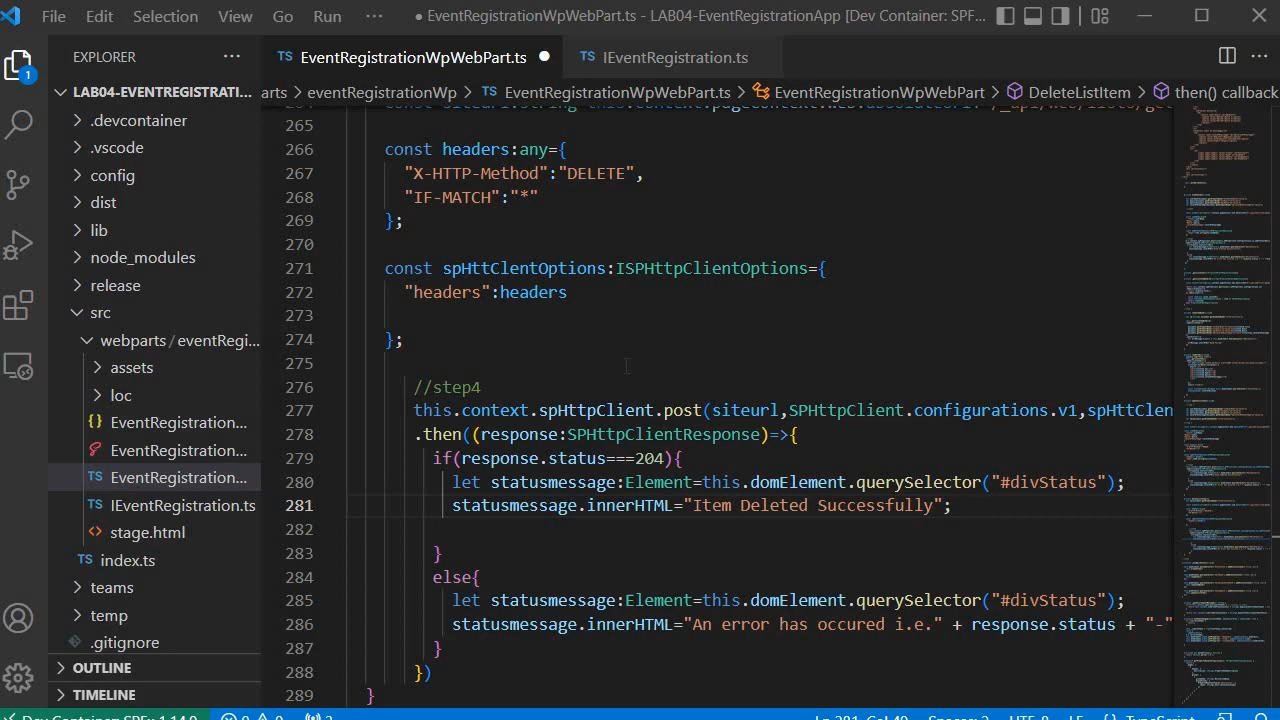 File Edit Selection View Go Run ··· ● EventRegistrationWpWebPart.ts - LAB04-EventRegistrationApp [Dev Container: SPF...
EXPLORER ···
TS EventRegistrationWpWebPart.ts ●
TS IEventRegistration.ts
arts > eventRegistrationWp > TS EventRegistrationWpWebPart.ts > EventRegistrationWpWebPart > DeleteListItem > then() callback
1
LAB04-EVENTREGISTRATI...
.devcontainer
.vscode
config
dist
lib
node_modules
release
src
webparts / eventRegi...
assets
loc
{} EventRegistration...
EventRegistration...
TS EventRegistration...
TS IEventRegistration.ts
<> stage.html
TS index.ts
teams
temp
.gitignore
OUTLINE
TIMELINE
265
266 const headers:any={
267 "X-HTTP-Method":"DELETE",
268 "IF-MATCH":"*"
269 };
270
271 const spHttClentOptions:ISPHttpClientOptions={
272 "headers":headers
273
274 };
275
276 //step4
277 this.context.spHttpClient.post(siteurl,SPHttpClient.configurations.v1,spHttClen
278 .then((response:SPHttpClientResponse)=>{
279 if(response.status===204){
280 let statusmessage:Element=this.domElement.querySelector("#divStatus");
281 statusmessage.innerHTML="Item Deleted Successfully";
282
283 }
284 else{
285 let statusmessage:Element=this.domElement.querySelector("#divStatus");
286 statusmessage.innerHTML="An error has occured i.e." + response.status + "-"
287 }
288 })
289 }